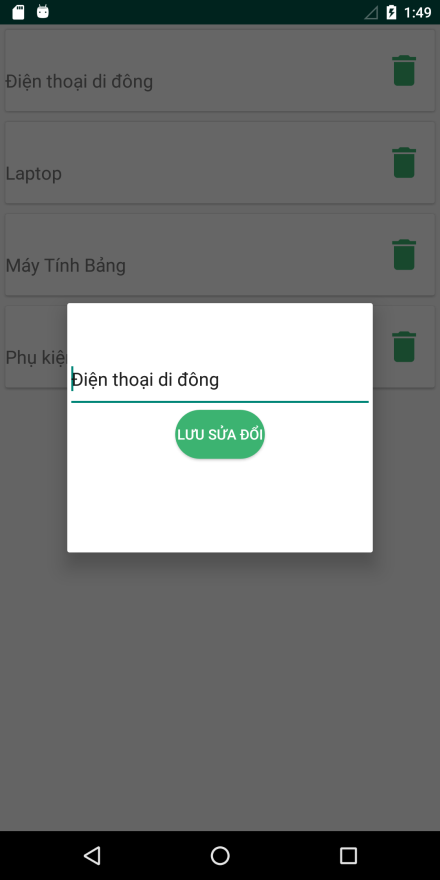 1:49
Điện thoại di đông
Laptop
Máy Tính Bảng
Phụ kiệ
Điện thoại di đông
LƯU SỬA ĐỔI